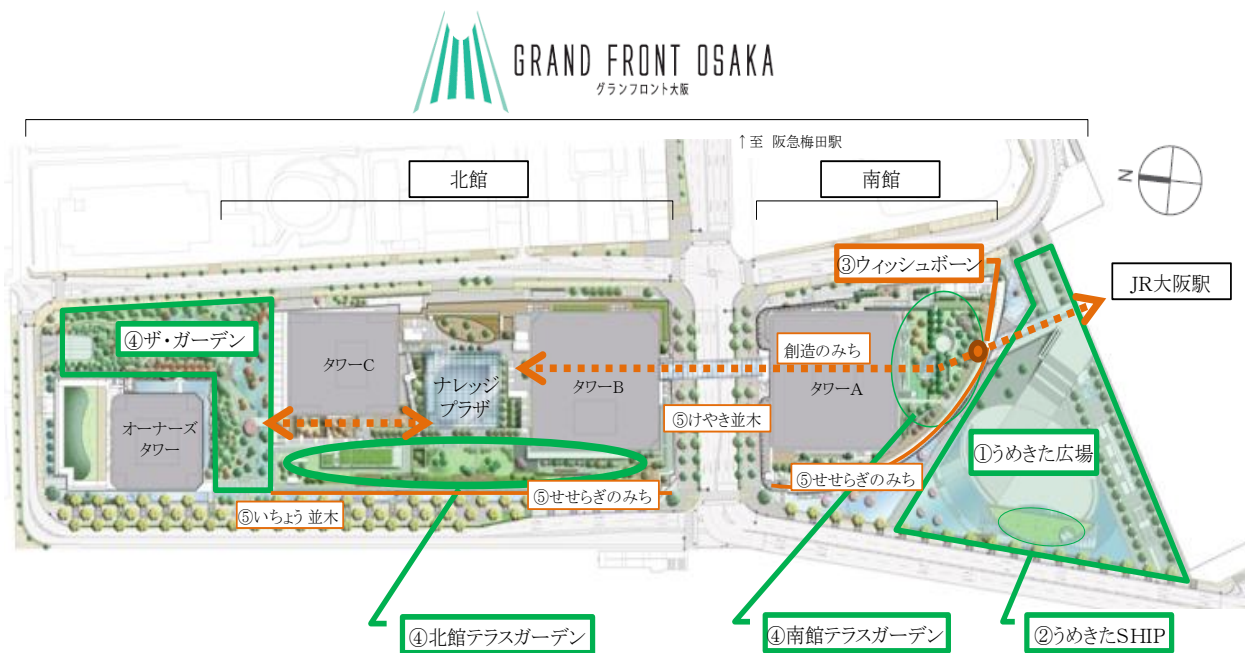 GRAND FRONT OSAKA
グランフロント大阪
↑至 阪急梅田駅
北館
南館
N
③ウィッシュボーン
JR大阪駅
④ザ・ガーデン
創造のみち
タワーC
ナレッジ
プラザ
タワーB
タワーA
オーナーズ
タワー
⑤けやき並木
①うめきた広場
⑤せせらぎのみち
⑤せせらぎのみち
⑤いちょう 並木
④北館テラスガーデン
④南館テラスガーデン
②うめきたSHIP